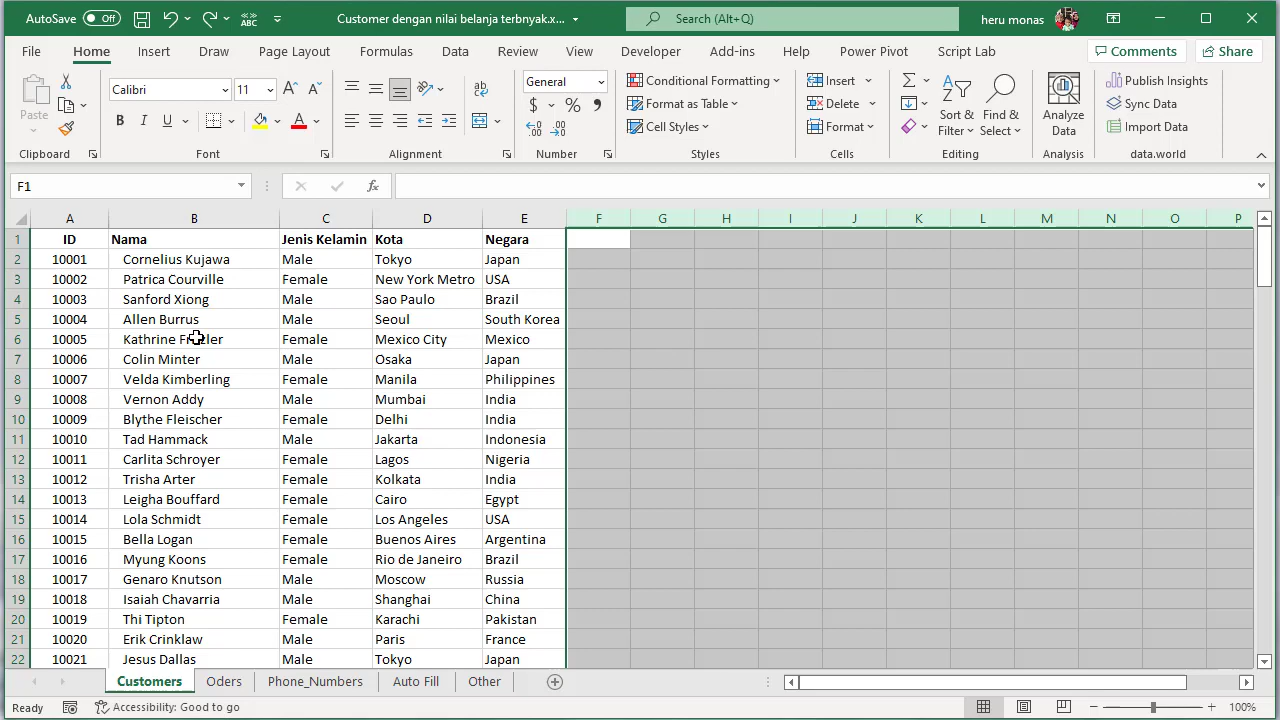 AutoSave Off Customer dengan nilai belanja terbnyak.x... Search (Alt+Q) heru monas
File Home Insert Draw Page Layout Formulas Data Review View Developer Add-ins Help Power Pivot Script Lab Comments Share
Paste Calibri 11 General Conditional Formatting Insert Publish Insights
Format as Table Delete Sort & Filter Find & Select Analyze Data Sync Data
B I U A $ % Cell Styles Format Import Data
Clipboard Font Alignment Number Styles Cells Editing Analysis data.world
F1 fx
A B C D E F G H I J K L M N O P
1 ID Nama Jenis Kelamin Kota Negara
2 10001 Cornelius Kujawa Male Tokyo Japan
3 10002 Patrica Courville Female New York Metro USA
4 10003 Sanford Xiong Male Sao Paulo Brazil
5 10004 Allen Burrus Male Seoul South Korea
6 10005 Kathrine Female Mexico City Mexico
7 10006 Colin Minter Male Osaka Japan
8 10007 Velda Kimberling Female Manila Philippines
9 10008 Vernon Addy Male Mumbai India
10 10009 Blythe Fleischer Female Delhi India
11 10010 Tad Hammack Male Jakarta Indonesia
12 10011 Carlita Schroyer Female Lagos Nigeria
13 10012 Trisha Arter Female Kolkata India
14 10013 Leigha Bouffard Female Cairo Egypt
15 10014 Lola Schmidt Female Los Angeles USA
16 10015 Bella Logan Female Buenos Aires Argentina
17 10016 Myung Koons Female Rio de Janeiro Brazil
18 10017 Genaro Knutson Male Moscow Russia
19 10018 Isaiah Chavarria Male Shanghai China
20 10019 Thi Tipton Female Karachi Pakistan
21 10020 Erik Crinklaw Male Paris France
22 10021 Jesus Dallas Male Tokyo Japan
Customers Oders Phone_Numbers Auto Fill Other
Ready Accessibility: Good to go 100%